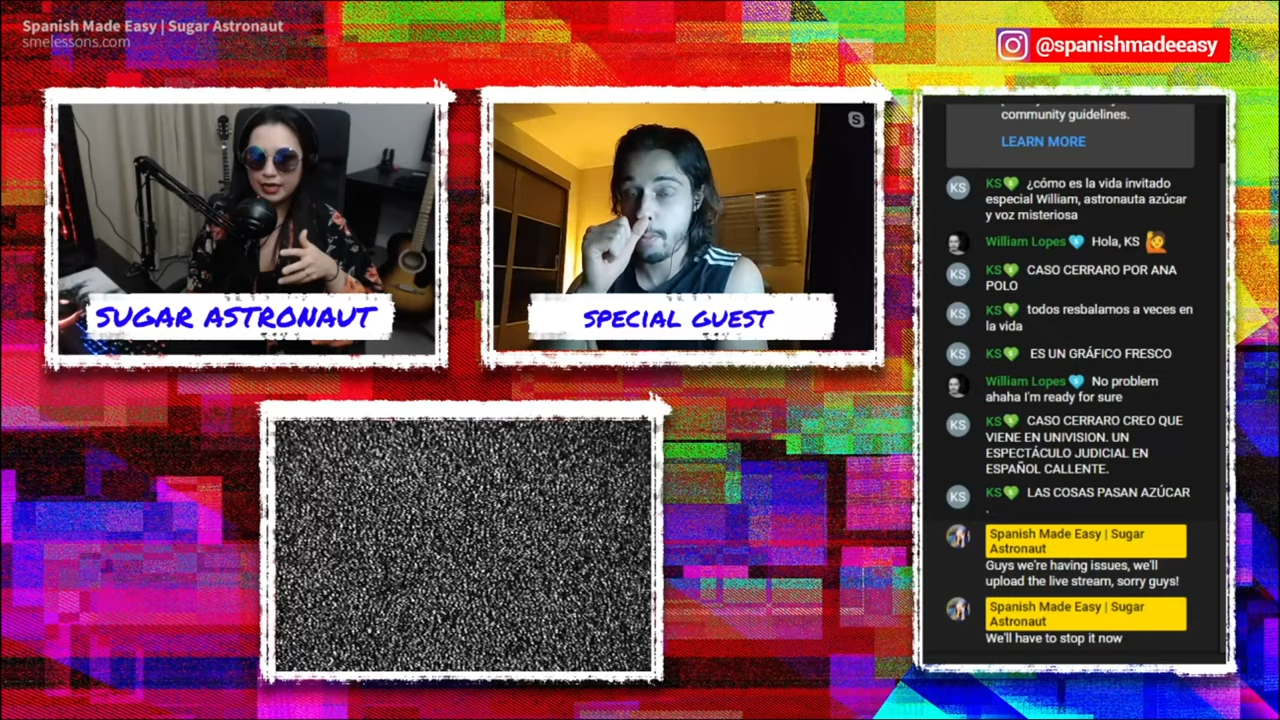 Spanish Made Easy | Sugar Astronaut
smelessons.com
@spanishmadeeasy
SUGAR ASTRONAUT
SPECIAL GUEST
community guidelines.
LEARN MORE
KS
KS ¿cómo es la vida invitado
especial William, astronauta azúcar
y voz misteriosa
William Lopes Hola, KS
KS
KS CASO CERRARO POR ANA
POLO
KS
KS todos resbalamos a veces en
la vida
KS
KS ES UN GRÁFICO FRESCO
William Lopes No problem
ahaha I'm ready for sure
KS
KS CASO CERRARO CREO QUE
VIENE EN UNIVISION. UN
ESPECTÁCULO JUDICIAL EN
ESPAÑOL CALLENTE.
KS
KS LAS COSAS PASAN AZÚCAR
.
Spanish Made Easy | Sugar
Astronaut
Guys we're having issues, we'll
upload the live stream, sorry guys!
Spanish Made Easy | Sugar
Astronaut
We'll have to stop it now